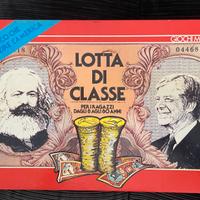 GIOCHI
04468
LOTTA
DI
CLASSE
PER I RAGAZZI
DAGLI 8 AGLI 80 ANNI